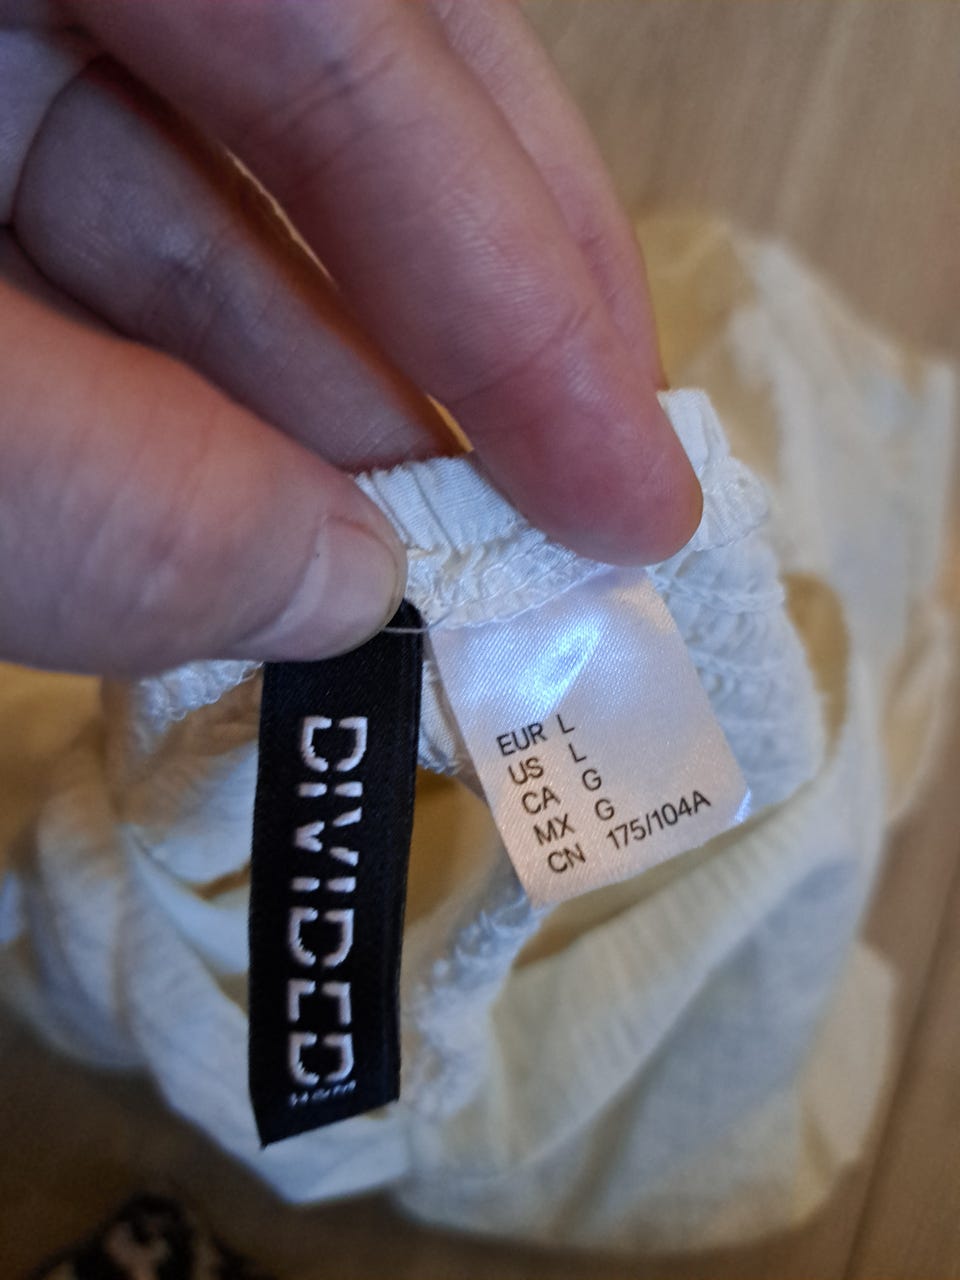 DIVIDED
H&M
EUR L
US L
CA G
MX G
CN 175/104A